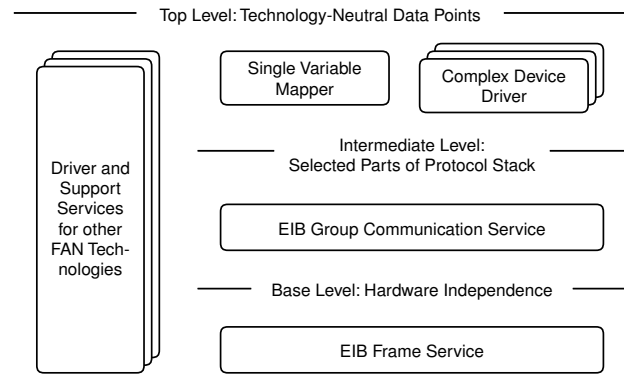 Top Level: Technology-Neutral Data Points
Single Variable
Mapper
Complex Device
Driver
Driver and
Support
Services
for other
FAN Tech-
nologies
Intermediate Level:
Selected Parts of Protocol Stack
EIB Group Communication Service
Base Level: Hardware Independence
EIB Frame Service